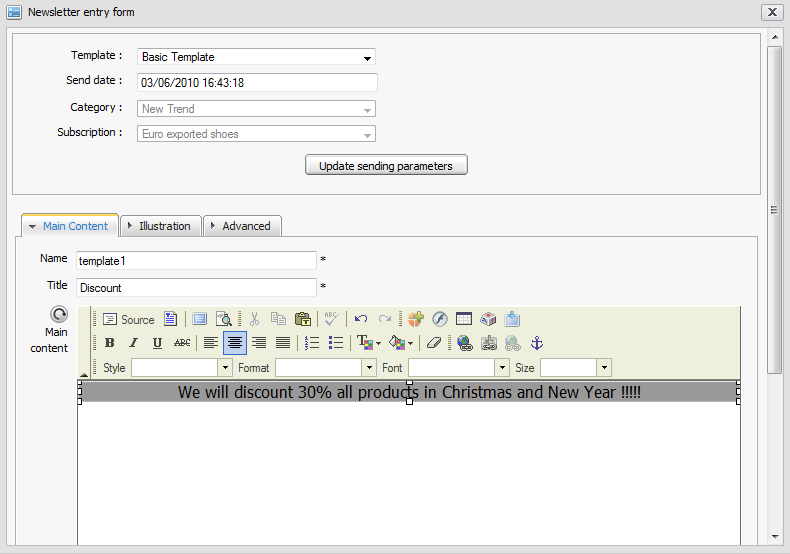 Newsletter entry form
Template : Basic Template
Send date : 03/06/2010 16:43:18
Category : New Trend
Subscription : Euro exported shoes
Update sending parameters
Main Content Illustration Advanced
Name template1 *
Title Discount *
Main content
Source
ABC
B I U ABC
Style Format Font Size
We will discount 30% all products in Christmas and New Year !!!!!